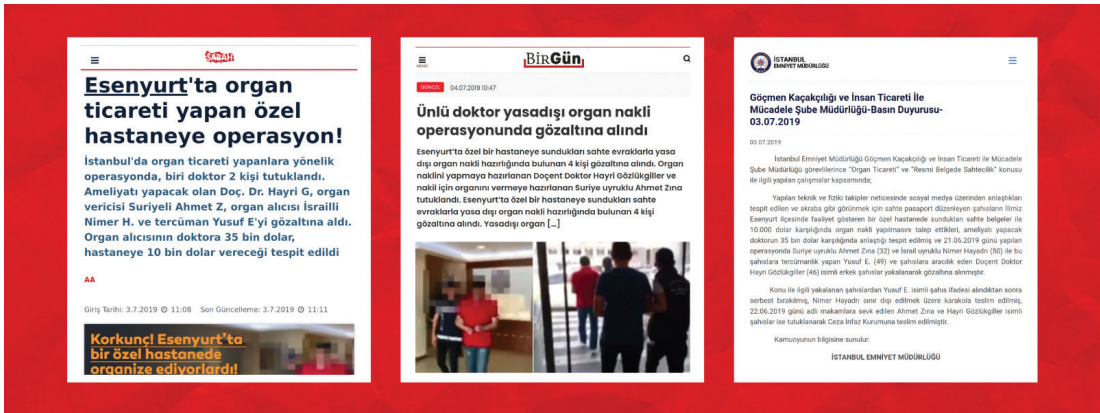 SABAH
Esenyurt'ta organ
ticareti yapan özel
hastaneye operasyon!
İstanbul'da organ ticareti yapanlara yönelik
operasyonda, biri doktor 2 kişi tutuklandı.
Ameliyatı yapacak olan Doç. Dr. Hayri G, organ
vericisi Suriyeli Ahmet Z, organ alıcısı İsrailli
Nimer H. ve tercüman Yusuf E'yi gözaltına aldı.
Organ alıcısının doktora 35 bin dolar,
hastaneye 10 bin dolar vereceği tespit edildi
AA
Giriş Tarihi: 3.7.2019 11:08 Son Güncelleme: 3.7.2019 11:11
Korkunç! Esenyurt'ta
bir özel hastanede
organize ediyorlardı!
MENÜ
BirGün
GÜNCEL 04.07.2019 10:47
Ünlü doktor yasadışı organ nakli
operasyonunda gözaltına alındı
Esenyurt'ta özel bir hastaneye sundukları sahte evraklarla yasa
dışı organ nakli hazırlığında bulunan 4 kişi gözaltına alındı. Organ
naklini yapmaya hazırlanan Doçent Doktor Hayri Gözlükgiller ve
nakil için organını vermeye hazırlanan Suriye uyruklu Ahmet Zına
tutuklandı. Esenyurt'ta özel bir hastaneye sundukları sahte
evraklarla yasa dışı organ nakli hazırlığında bulunan 4 kişi
gözaltına alındı. Yasadışı organ [...]
İSTANBUL
EMNİYET MÜDÜRLÜĞÜ
Göçmen Kaçakçılığı ve İnsan Ticareti İle
Mücadele Şube Müdürlüğü-Basın Duyurusu-
03.07.2019
03.07.2019
İstanbul Emniyet Müdürlüğü Göçmen Kaçakçılığı ve İnsan Ticareti ile Mücadele
Şube Müdürlüğü görevlilerince "Organ Ticareti" ve "Resmi Belgede Sahtecilik" konusu
ile ilgili yapılan çalışmalar kapsamında;
Yapılan teknik ve fiziki takipler neticesinde sosyal medya üzerinden anlaştıkları
tespit edilen ve akraba gibi görünmek için sahte pasaport düzenleyen şahısların İlimiz
Esenyurt ilçesinde faaliyet gösteren bir özel hastanede sundukları sahte belgeler ile
10.000 dolar karşılığında organ nakli yapılmasını talep ettikleri, ameliyatı yapacak
doktorun 35 bin dolar karşılığında anlaştığı tespit edilmiş ve 21.06.2019 günü yapılan
operasyonda Suriye uyruklu Ahmet Zına (32) ve İsrail uyruklu Nimer Hayadrı (50) ile bu
şahıslara tercümanlık yapan Yusuf E. (49) ve şahıslara aracılık eden Doçent Doktor
Hayri Gözlükgiller (46) isimli erkek şahıslar yakalanarak gözaltına alınmıştır.
Konu ile ilgili yakalanan şahıslardan Yusuf E. isimli şahıs ifadesi alındıktan sonra
serbest bırakılmış, Nimer Hayadrı sınır dışı edilmek üzere karakola teslim edilmiş,
22.06.2019 günü adli makamlara sevk edilen Ahmet Zına ve Hayri Gözlükgiller isimli
şahıslar ise tutuklanarak Ceza İnfaz Kurumuna teslim edilmiştir.
Kamuoyunun bilgisine sunulur.
İSTANBUL EMNİYET MÜDÜRLÜĞÜ